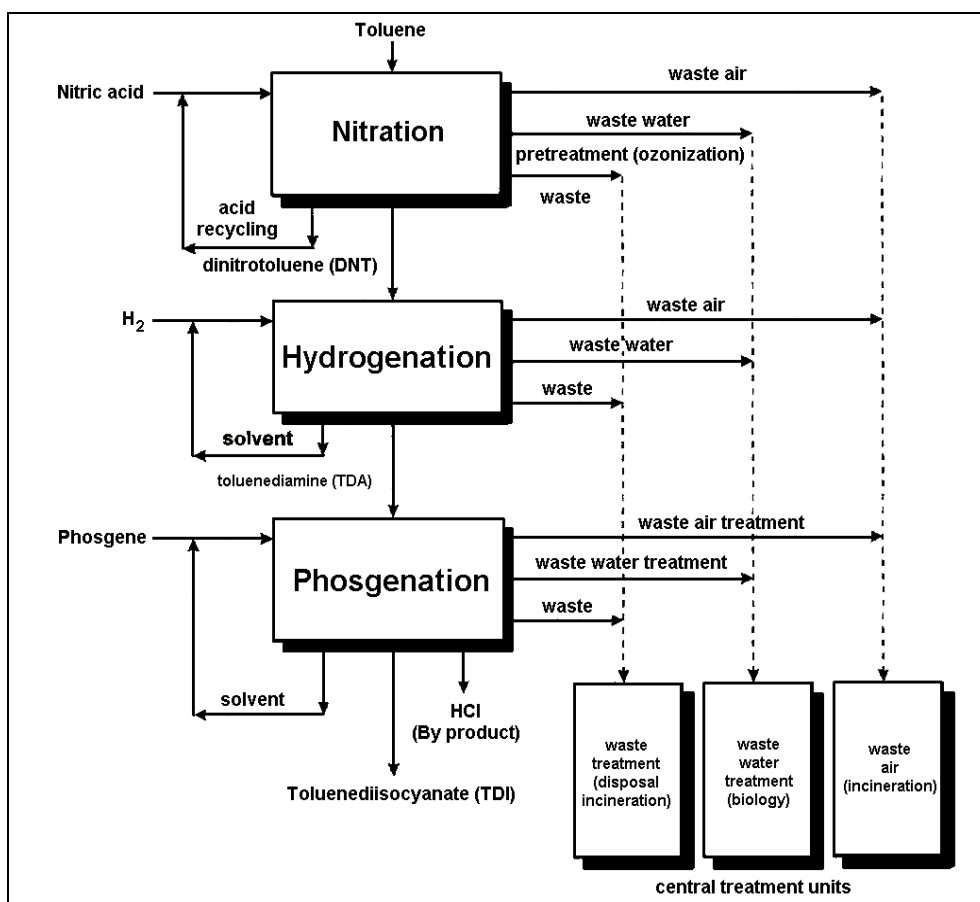 Toluene
Nitric acid
Nitration
waste air
waste water
pretreatment (ozonization)
waste
acid
recycling
dinitrotoluene (DNT)
H2
Hydrogenation
waste air
waste water
waste
solvent
toluenediamine (TDA)
Phosgene
Phosgenation
waste air treatment
waste water treatment
waste
solvent
HCl
(By product)
Toluenediisocyanate (TDI)
waste
treatment
(disposal
incineration)
waste
water
treatment
(biology)
waste
air
(incineration)
central treatment units